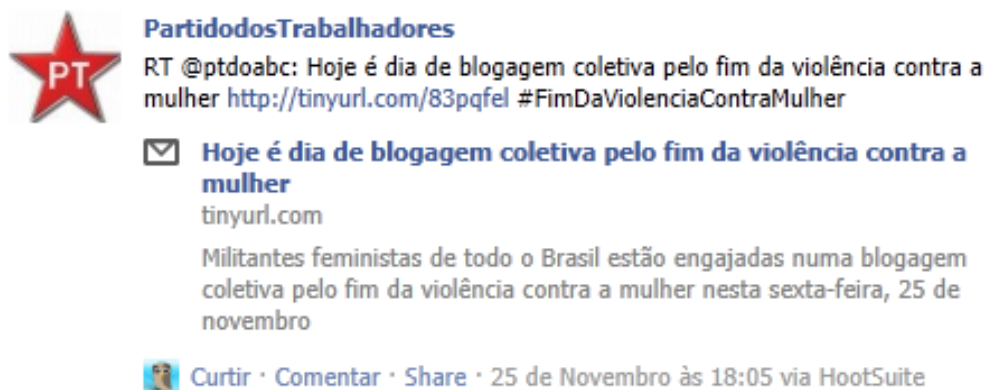 PT
PartidodosTrabalhadores
RT @ptdoabc: Hoje é dia de blogagem coletiva pelo fim da violência contra a
mulher http://tinyurl.com/83pqfel #FimDaViolenciaContraMulher
Hoje é dia de blogagem coletiva pelo fim da violência contra a
mulher
tinyurl.com
Militantes feministas de todo o Brasil estão engajadas numa blogagem
coletiva pelo fim da violência contra a mulher nesta sexta-feira, 25 de
novembro
Curtir · Comentar · Share · 25 de Novembro às 18:05 via HootSuite